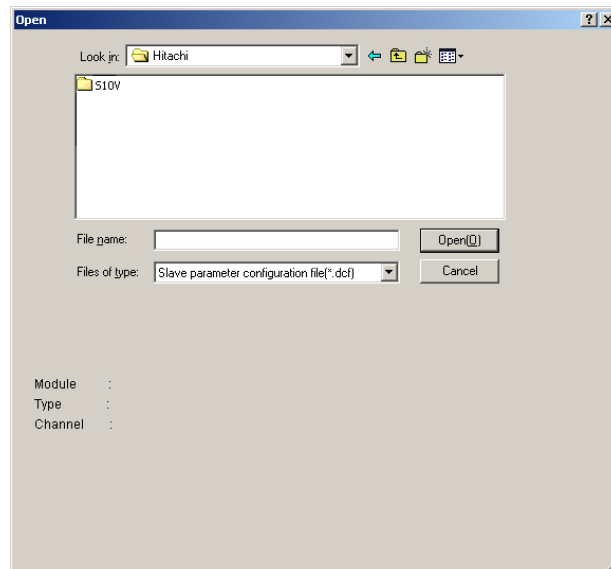 Open
Look in: Hitachi
S10V
File name:
Open(O)
Files of type: Slave parameter configuration file(*.dcf)
Cancel
Module :
Type :
Channel :